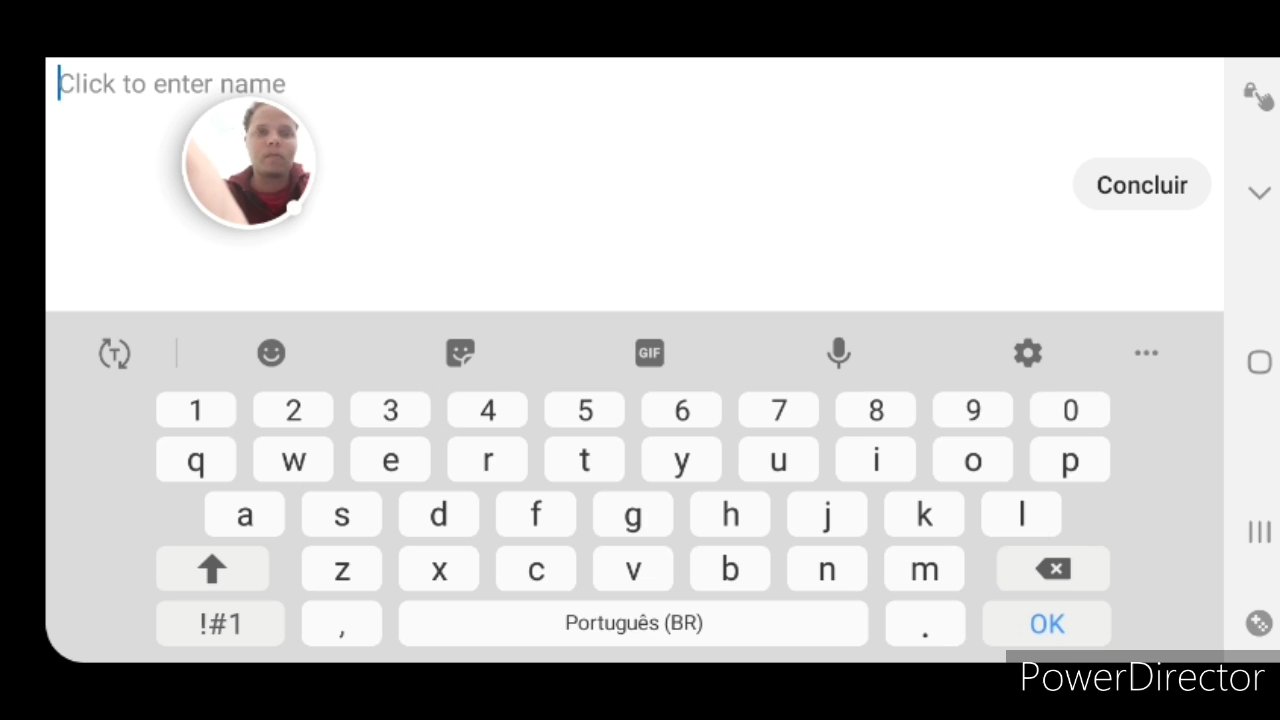 Click to enter name
Concluir
T GIF
1 2 3 4 5 6 7 8 9 0
q w e r t y u i o p
a s d f g h j k l
z x c v b n m
!#1 , Português (BR) . OK
PowerDirector